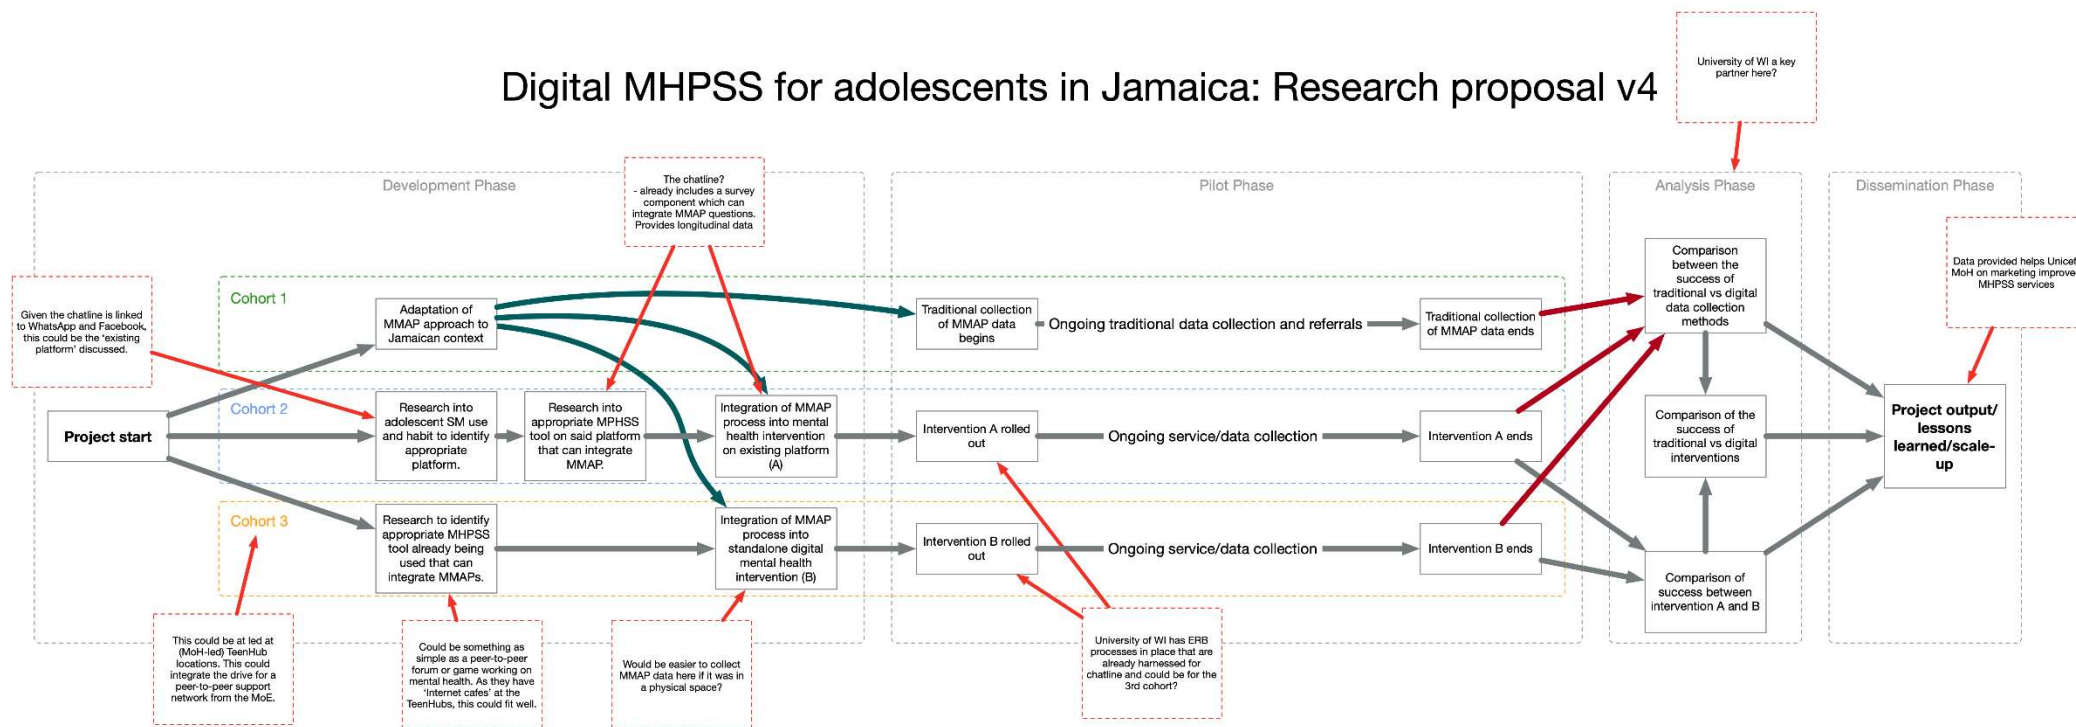 University of WI a key
partner here?
Digital MHPSS for adolescents in Jamaica: Research proposal v4
Development Phase
Pilot Phase
Analysis Phase
Dissemination Phase
The chatline?
- already includes a survey
component which can
integrate MMAP questions.
Provides longitudinal data
Data provided helps Unicef
MoH on marketing improve
MHPSS services
Given the chatline is linked
to WhatsApp and Facebook,
this could be the 'existing
platform' discussed.
Cohort 1
Adaptation of
MMAP approach to
Jamaican context
Traditional collection
of MMAP data
begins
Ongoing traditional data collection and referrals
Traditional collection
of MMAP data ends
Comparison
between the
success of
traditional vs digital
data collection
methods
Project start
Cohort 2
Research into
adolescent SM use
and habit to identify
appropriate
platform.
Research into
appropriate MPHSS
tool on said platform
that can integrate
MMAP.
Integration of MMAP
process into mental
health intervention
on existing platform
(A)
Intervention A rolled
out
Ongoing service/data collection
Intervention A ends
Comparison of the
success of
traditional vs digital
interventions
Project output/
lessons
learned/scale-
up
Cohort 3
Research to identify
appropriate MHPSS
tool already being
used that can
integrate MMAPs.
Integration of MMAP
process into
standalone digital
mental health
intervention (B)
Intervention B rolled
out
Ongoing service/data collection
Intervention B ends
Comparison of
success between
intervention A and B
This could be at led at
(MoH-led) TeenHub
locations. This could
integrate the drive for a
peer-to-peer support
network from the MoE.
Could be something as
simple as a peer-to-peer
forum or game working on
mental health. As they have
'Internet cafes' at the
TeenHubs, this could fit well.
Would be easier to collect
MMAP data here if it was in
a physical space?
University of WI has ERB
processes in place that are
already harnessed for
chatline and could be for the
3rd cohort?